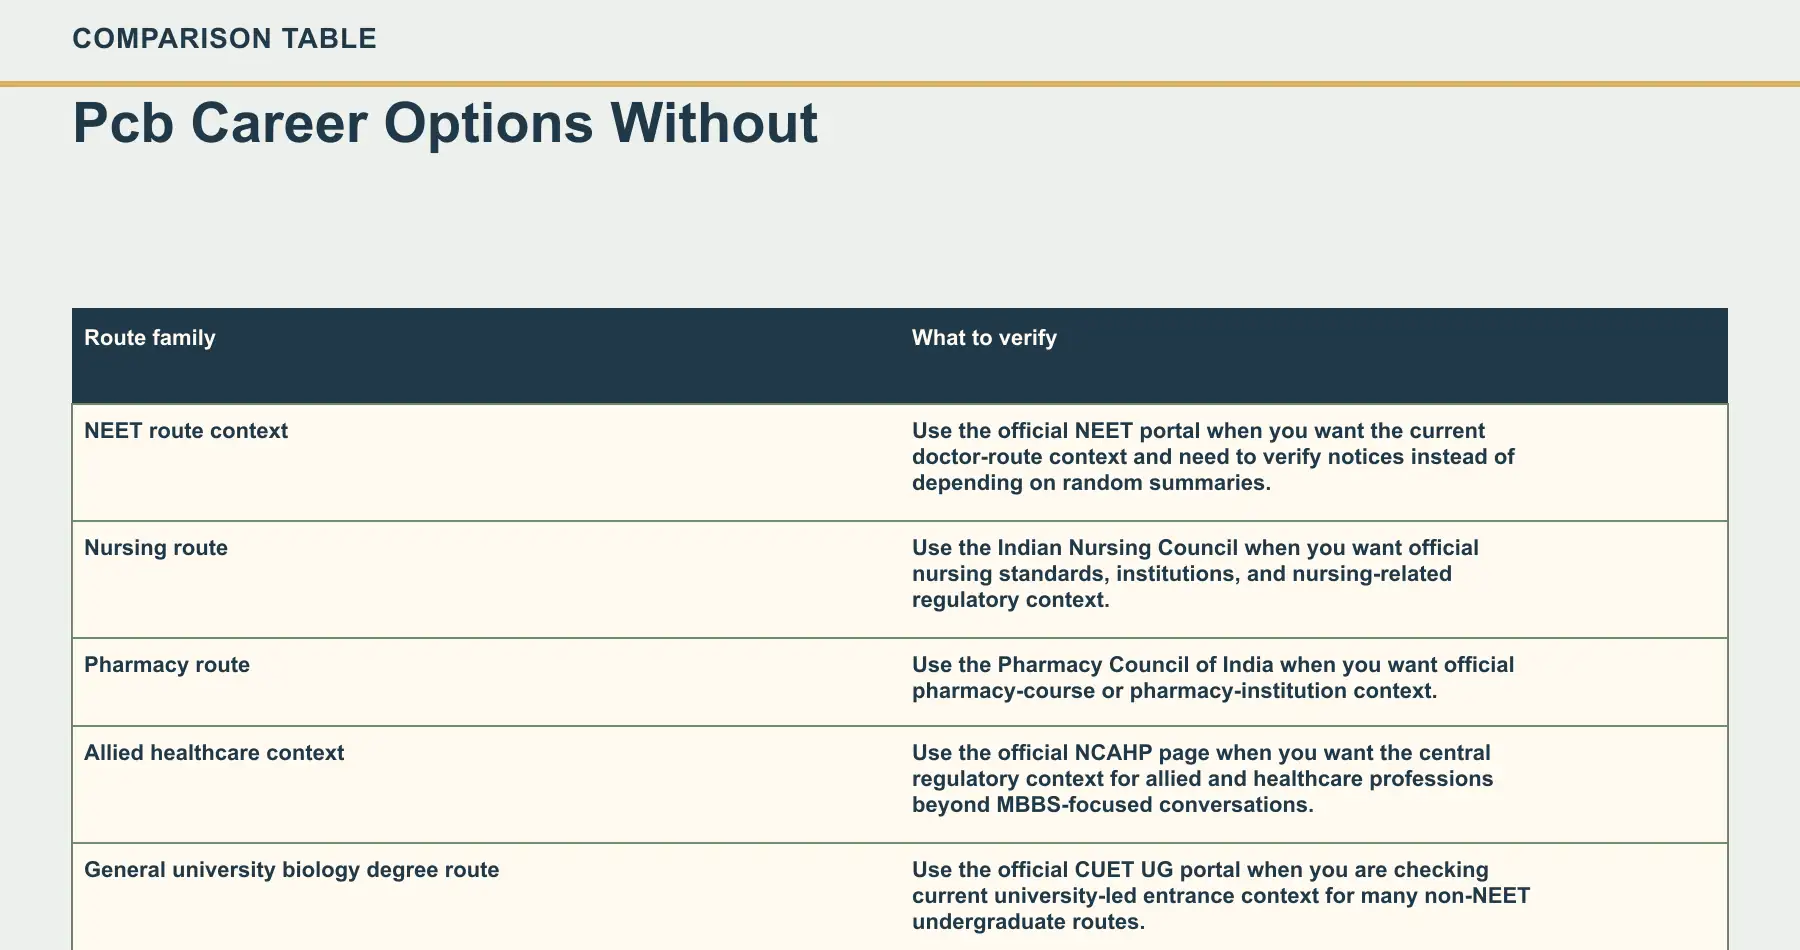 COMPARISON TABLE
Pcb Career Options Without
Route family
What to verify
NEET route context
Use the official NEET portal when you want the current
doctor-route context and need to verify notices instead of
depending on random summaries.
Nursing route
Use the Indian Nursing Council when you want official
nursing standards, institutions, and nursing-related
regulatory context.
Pharmacy route
Use the Pharmacy Council of India when you want official
pharmacy-course or pharmacy-institution context.
Allied healthcare context
Use the official NCAHP page when you want the central
regulatory context for allied and healthcare professions
beyond MBBS-focused conversations.
General university biology degree route
Use the official CUET UG portal when you are checking
current university-led entrance context for many non-NEET
undergraduate routes.